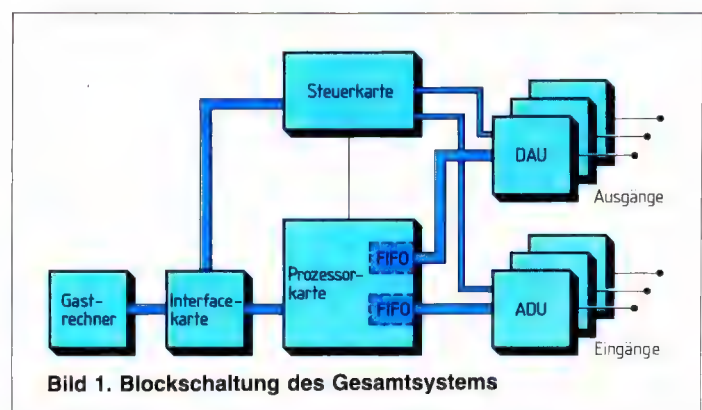 Steuerkarte
DAU
Ausgänge
FIFO
Prozessor-
karte
FIFO
Gast-
rechner
Interface-
karte
ADU
Eingänge
Bild 1. Blockschaltung des Gesamtsystems